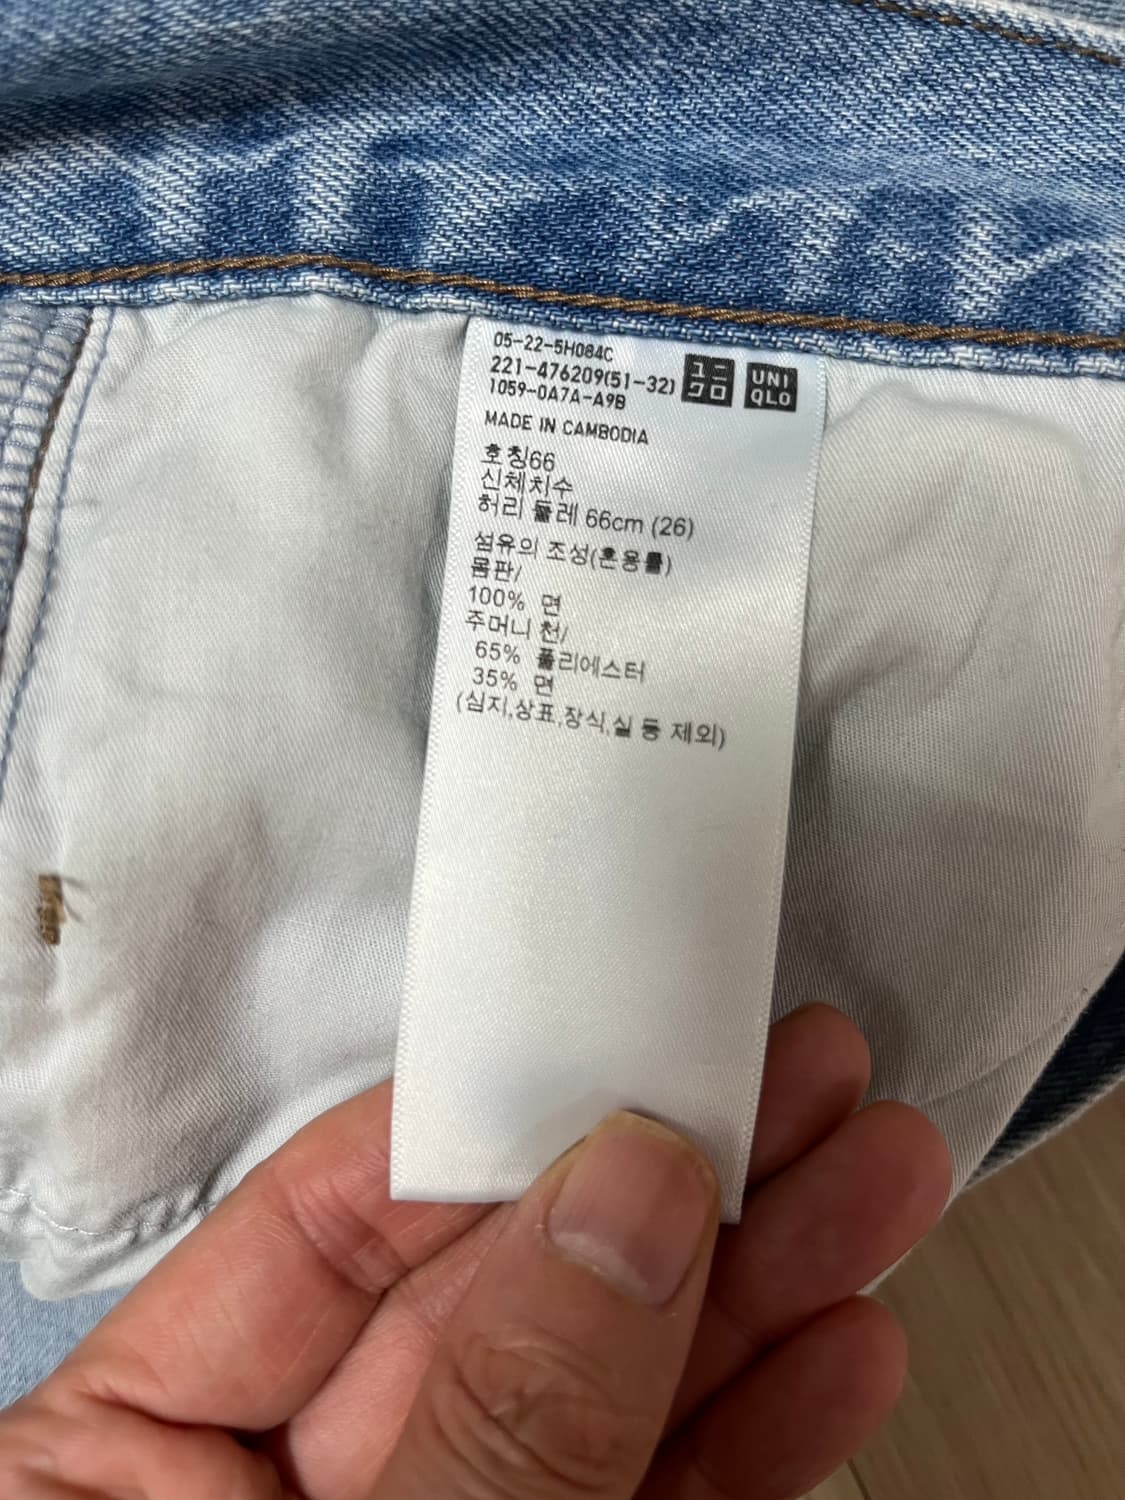 05-22-5H084C
221-476209(51-32)
1059-0A7A-A9B
ユニ
クロ
UNI
QLO
MADE IN CAMBODIA
호칭66
신체치수
허리 둘레 66cm (26)
섬유의 조성(혼용률)
몸판/
100% 면
주머니 천/
65% 폴리에스터
35% 면
(심지,상표,장식,실 등 제외)